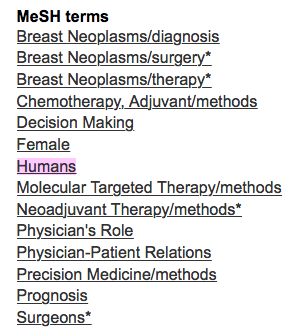 MeSH terms
Breast Neoplasms/diagnosis
Breast Neoplasms/surgery*
Breast Neoplasms/therapy*
Chemotherapy, Adjuvant/methods
Decision Making
Female
Humans
Molecular Targeted Therapy/methods
Neoadjuvant Therapy/methods*
Physician's Role
Physician-Patient Relations
Precision Medicine/methods
Prognosis
Surgeons*